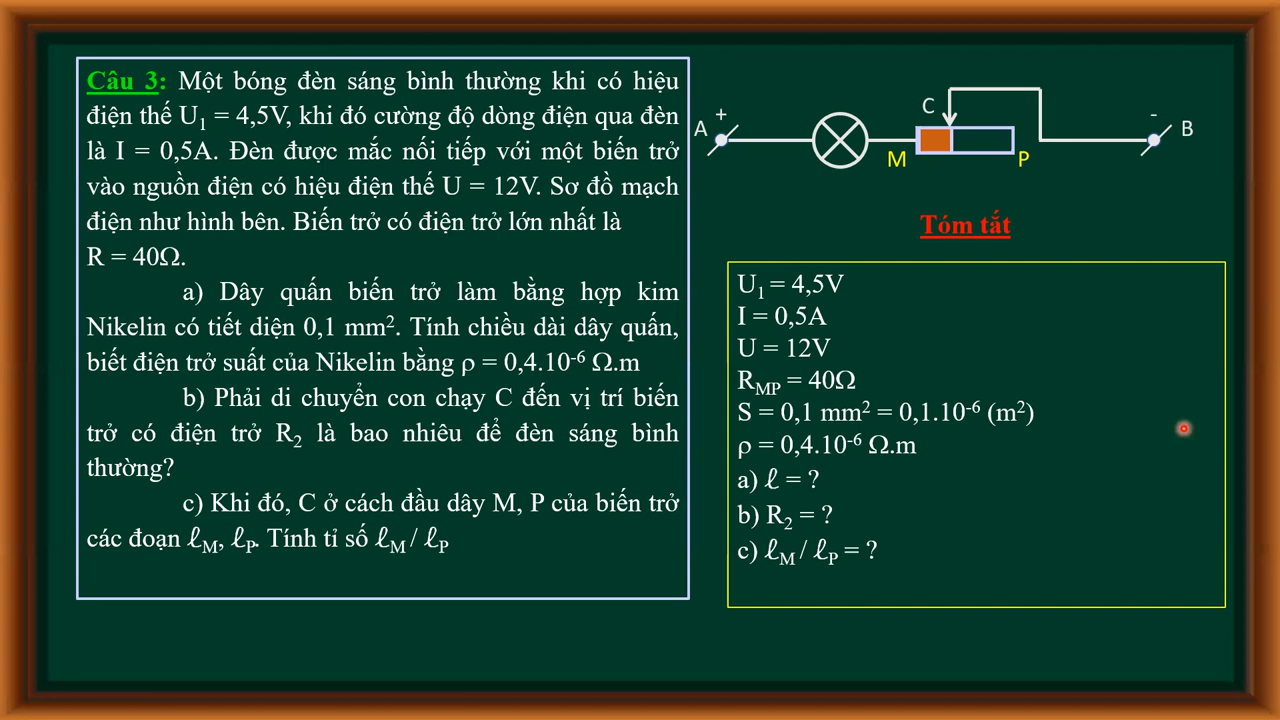 Câu 3: Một bóng đèn sáng bình thường khi có hiệu
điện thế U₁ = 4,5V, khi đó cường độ dòng điện qua đèn
là I = 0,5A. Đèn được mắc nối tiếp với một biến trở
vào nguồn điện có hiệu điện thế U = 12V. Sơ đồ mạch
điện như hình bên. Biến trở có điện trở lớn nhất là
R = 40Ω.
a) Dây quấn biến trở làm bằng hợp kim
Nikelin có tiết diện 0,1 mm². Tính chiều dài dây quấn,
biết điện trở suất của Nikelin bằng ρ = 0,4.10⁻⁶ Ω.m
b) Phải di chuyển con chạy C đến vị trí biến
trở có điện trở R₂ là bao nhiêu để đèn sáng bình
thường?
c) Khi đó, C ở cách đầu dây M, P của biến trở
các đoạn ℓM, ℓP. Tính tỉ số ℓM / ℓP
A + C - B
M P
Tóm tắt
U₁ = 4,5V
I = 0,5A
U = 12V
RMP = 40Ω
S = 0,1 mm² = 0,1.10⁻⁶ (m²)
ρ = 0,4.10⁻⁶ Ω.m
a) ℓ = ?
b) R₂ = ?
c) ℓM / ℓP = ?